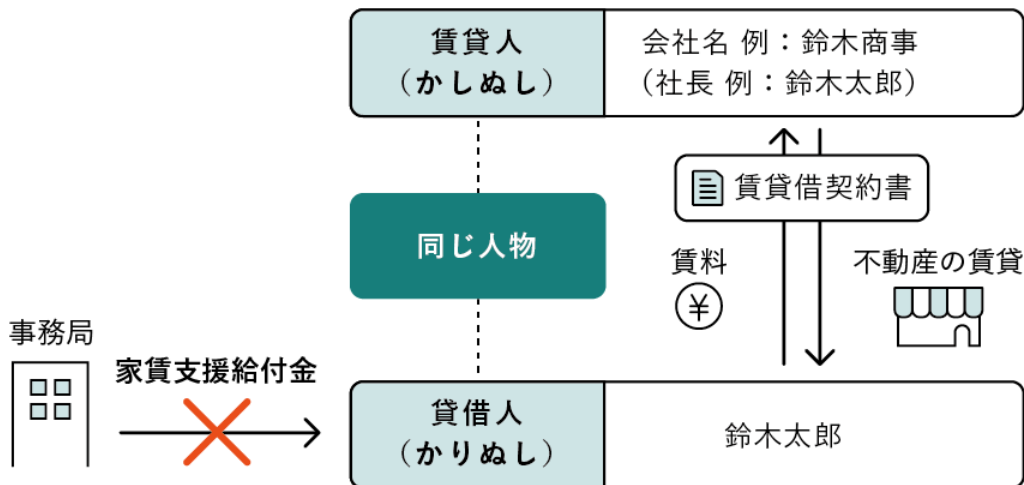 賃貸人
（かしぬし）
会社名 例：鈴木商事
（社長 例：鈴木太郎）
賃貸借契約書
同じ人物
賃料
¥
不動産の賃貸
事務局
家賃支援給付金
貸借人
（かりぬし）
鈴木太郎